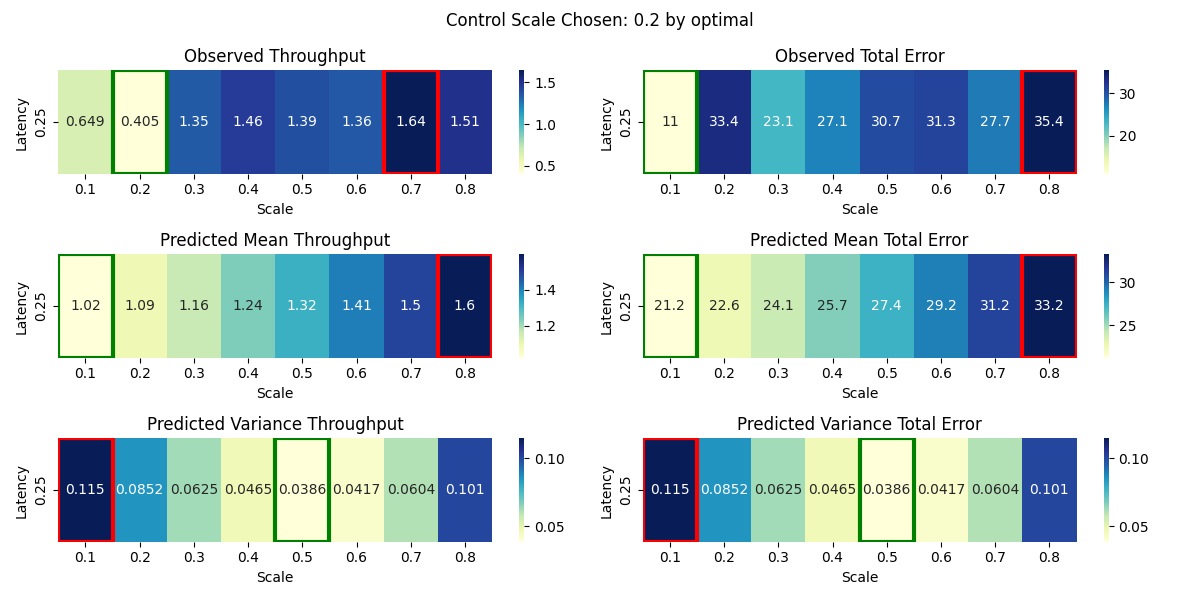 Control Scale Chosen: 0.2 by optimal
Observed Throughput
Latency
0.25
0.649 0.405 1.35 1.46 1.39 1.36 1.64 1.51
0.1 0.2 0.3 0.4 0.5 0.6 0.7 0.8
Scale
1.5
1.0
0.5
Observed Total Error
Latency
0.25
11 33.4 23.1 27.1 30.7 31.3 27.7 35.4
0.1 0.2 0.3 0.4 0.5 0.6 0.7 0.8
Scale
30
20
Predicted Mean Throughput
Latency
0.25
1.02 1.09 1.16 1.24 1.32 1.41 1.5 1.6
0.1 0.2 0.3 0.4 0.5 0.6 0.7 0.8
Scale
1.4
1.2
Predicted Mean Total Error
Latency
0.25
21.2 22.6 24.1 25.7 27.4 29.2 31.2 33.2
0.1 0.2 0.3 0.4 0.5 0.6 0.7 0.8
Scale
30
25
Predicted Variance Throughput
Latency
0.25
0.115 0.0852 0.0625 0.0465 0.0386 0.0417 0.0604 0.101
0.1 0.2 0.3 0.4 0.5 0.6 0.7 0.8
Scale
0.10
0.05
Predicted Variance Total Error
Latency
0.25
0.115 0.0852 0.0625 0.0465 0.0386 0.0417 0.0604 0.101
0.1 0.2 0.3 0.4 0.5 0.6 0.7 0.8
Scale
0.10
0.05